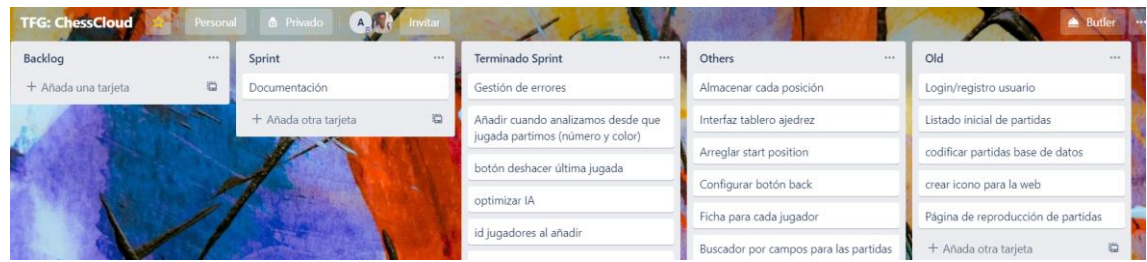 TFG: ChessCloud
Personal
Privado
A
Invitar
Butler
Backlog
+ Añada una tarjeta
Sprint
Documentación
+ Añada otra tarjeta
Terminado Sprint
Gestión de errores
Añadir cuando analizamos desde que
jugada partimos (número y color)
botón deshacer última jugada
optimizar IA
id jugadores al añadir
Others
Almacenar cada posición
Interfaz tablero ajedrez
Arreglar start position
Configurar botón back
Ficha para cada jugador
Buscador por campos para las partidas
Old
Login/registro usuario
Listado inicial de partidas
codificar partidas base de datos
crear icono para la web
Página de reproducción de partidas
+ Añada otra tarjeta